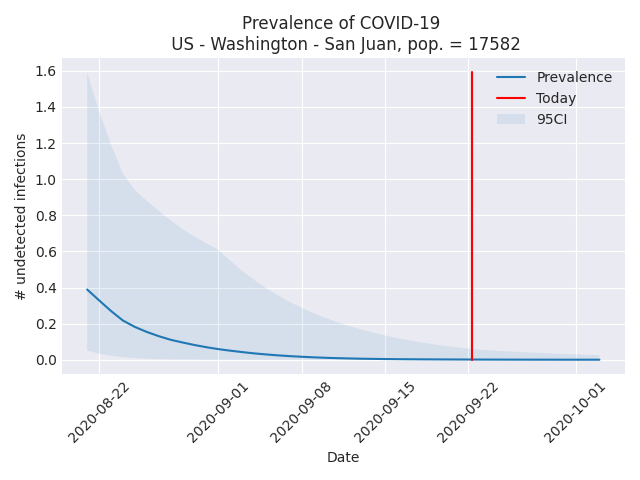 Prevalence of COVID-19
US - Washington - San Juan, pop. = 17582
1.6
1.4
1.2
1.0
0.8
0.6
0.4
0.2
0.0
# undetected infections
Prevalence
Today
95CI
2020-08-22
2020-09-01
2020-09-08
2020-09-15
2020-09-22
2020-10-01
Date